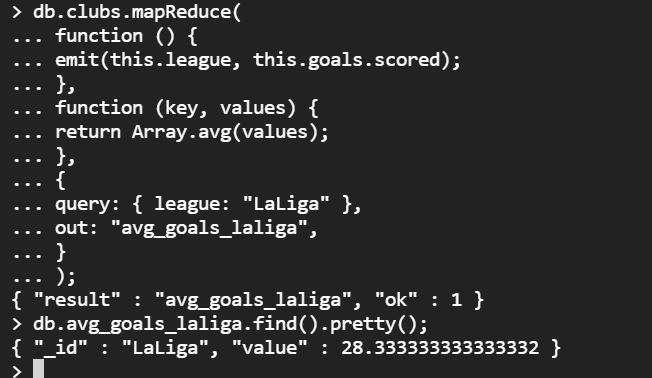 > db.clubs.mapReduce(
... function () {
... emit(this.league, this.goals.scored);
... },
... function (key, values) {
... return Array.avg(values);
... },
... {
... query: { league: "LaLiga" },
... out: "avg_goals_laliga",
... }
... );
{ "result" : "avg_goals_laliga", "ok" : 1 }
> db.avg_goals_laliga.find().pretty();
{ "_id" : "LaLiga", "value" : 28.333333333333332 }
>